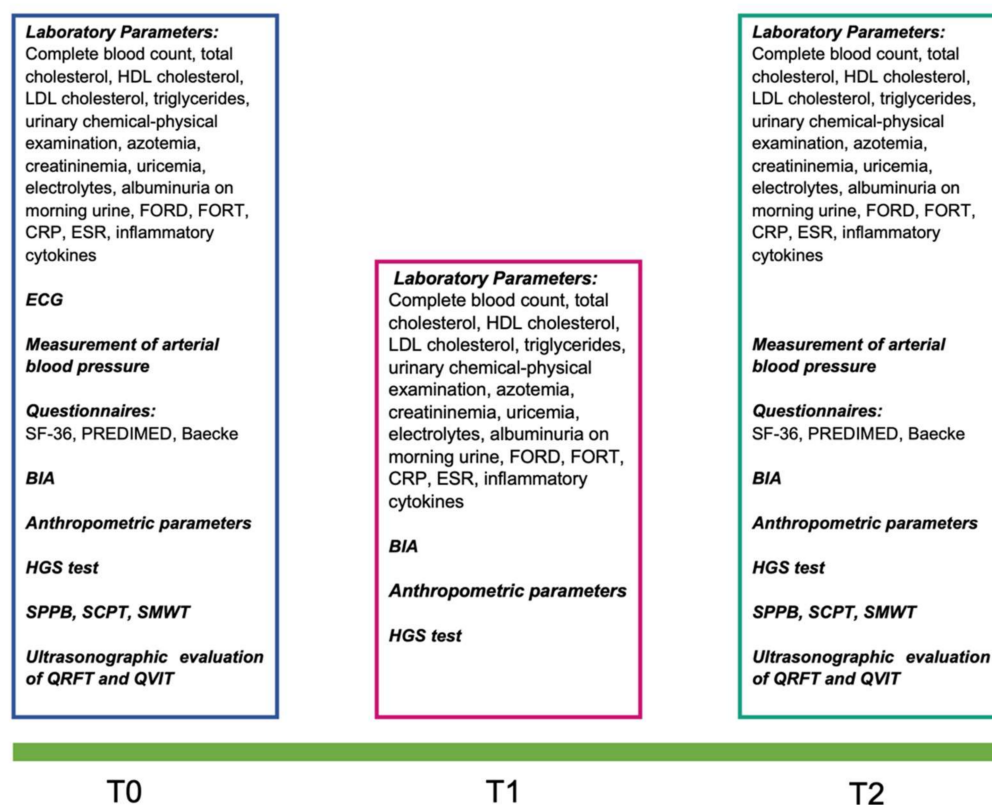 Laboratory Parameters:
Complete blood count, total
cholesterol, HDL cholesterol,
LDL cholesterol, triglycerides,
urinary chemical-physical
examination, azotemia,
creatininemia, uricemia,
electrolytes, albuminuria on
morning urine, FORD, FORT,
CRP, ESR, inflammatory
cytokines
ECG
Measurement of arterial
blood pressure
Questionnaires:
SF-36, PREDIMED, Baecke
BIA
Anthropometric parameters
HGS test
SPPB, SCPT, SMWT
Ultrasonographic evaluation
of QRFT and QVIT
Laboratory Parameters:
Complete blood count, total
cholesterol, HDL cholesterol,
LDL cholesterol, triglycerides,
urinary chemical-physical
examination, azotemia,
creatininemia, uricemia,
electrolytes, albuminuria on
morning urine, FORD, FORT,
CRP, ESR, inflammatory
cytokines
BIA
Anthropometric parameters
HGS test
Laboratory Parameters:
Complete blood count, total
cholesterol, HDL cholesterol,
LDL cholesterol, triglycerides,
urinary chemical-physical
examination, azotemia,
creatininemia, uricemia,
electrolytes, albuminuria on
morning urine, FORD, FORT,
CRP, ESR, inflammatory
cytokines
Measurement of arterial
blood pressure
Questionnaires:
SF-36, PREDIMED, Baecke
BIA
Anthropometric parameters
HGS test
SPPB, SCPT, SMWT
Ultrasonographic evaluation
of QRFT and QVIT
T0
T1
T2